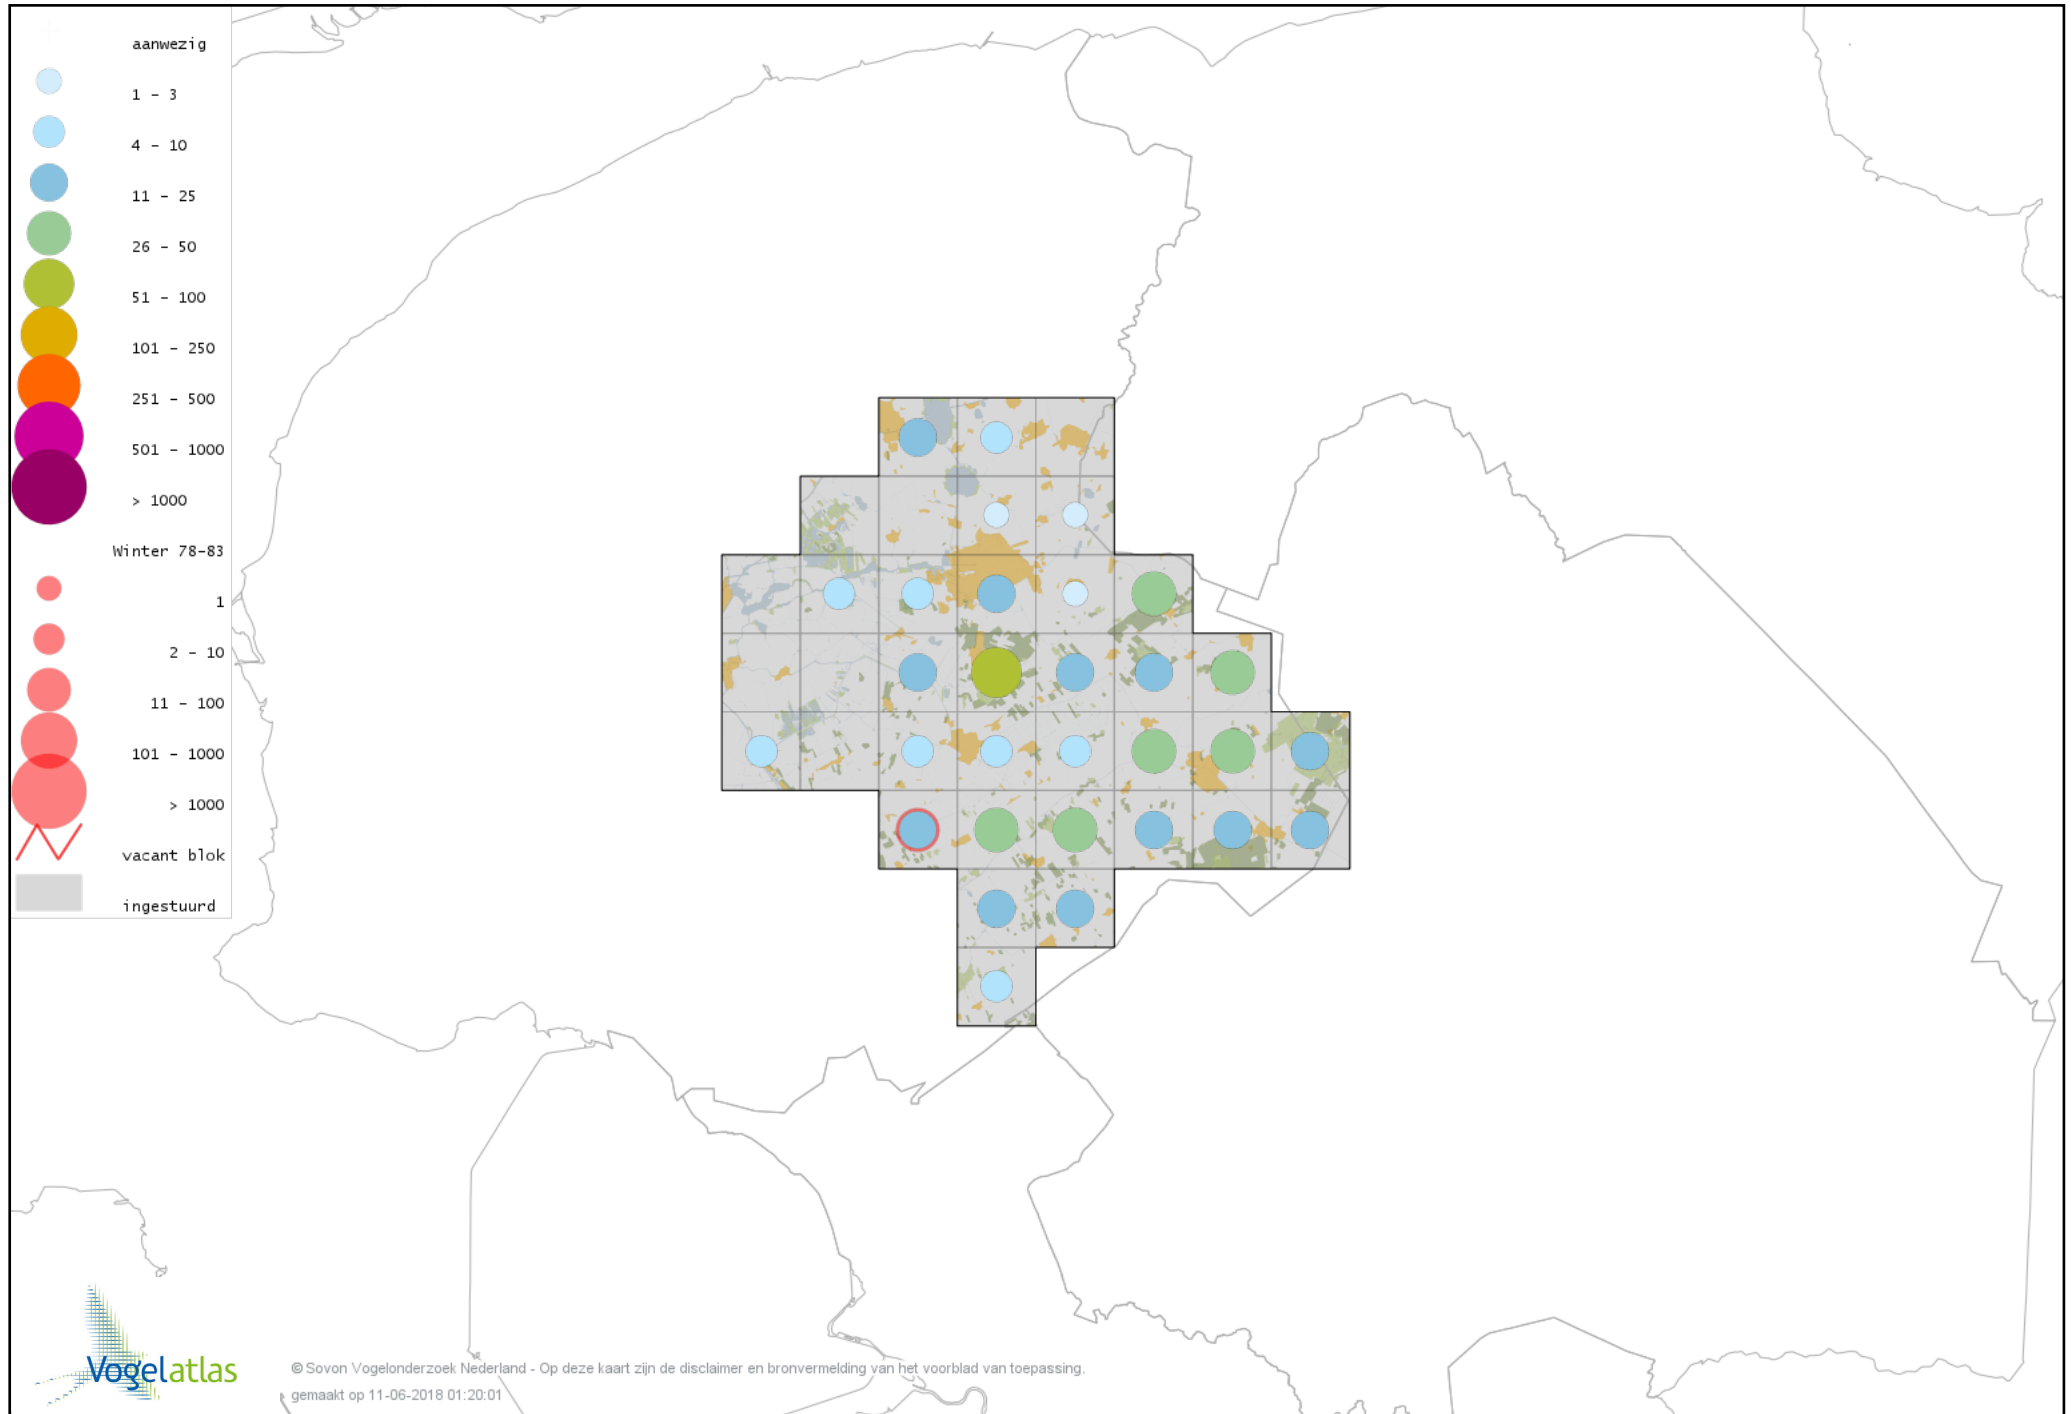 aanwezig
1 - 3
4 - 10
11 - 25
26 - 50
51 - 100
101 - 250
251 - 500
501 - 1000
> 1000
Winter 78-83
1
2 - 10
11 - 100
101 - 1000
> 1000
vacant blok
ingestuurd
Vogelatlas
© Sovon Vogelonderzoek Nederland - Op deze kaart zijn de disclaimer en bronvermelding van het voorblad van toepassing.
gemaakt op 11-06-2018 01:20:01